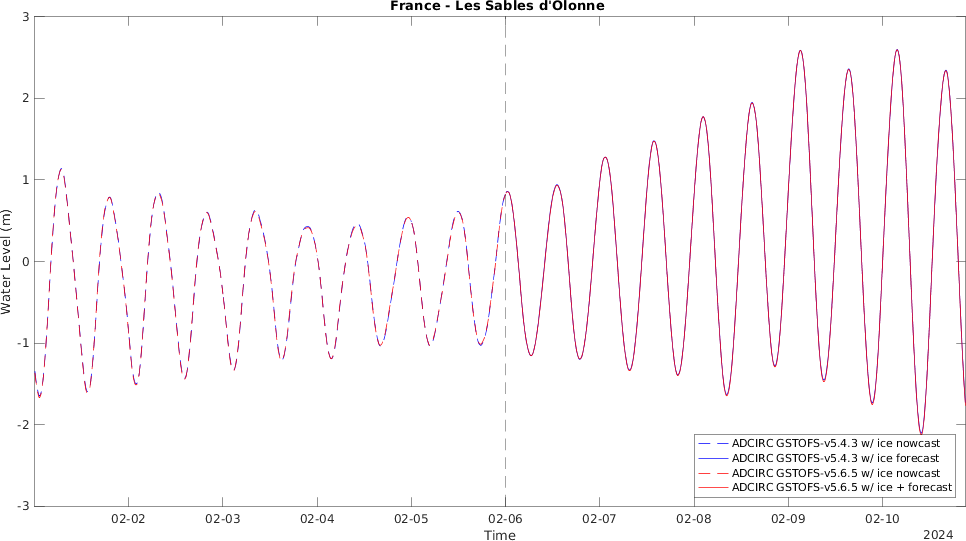 France - Les Sables d'Olonne
3
2
1
0
-1
-2
-3
Water Level (m)
02-02 02-03 02-04 02-05 02-06 02-07 02-08 02-09 02-10
Time
2024
ADCIRC GSTOFS-v5.4.3 w/ ice nowcast
ADCIRC GSTOFS-v5.4.3 w/ ice forecast
ADCIRC GSTOFS-v5.6.5 w/ ice nowcast
ADCIRC GSTOFS-v5.6.5 w/ ice + forecast